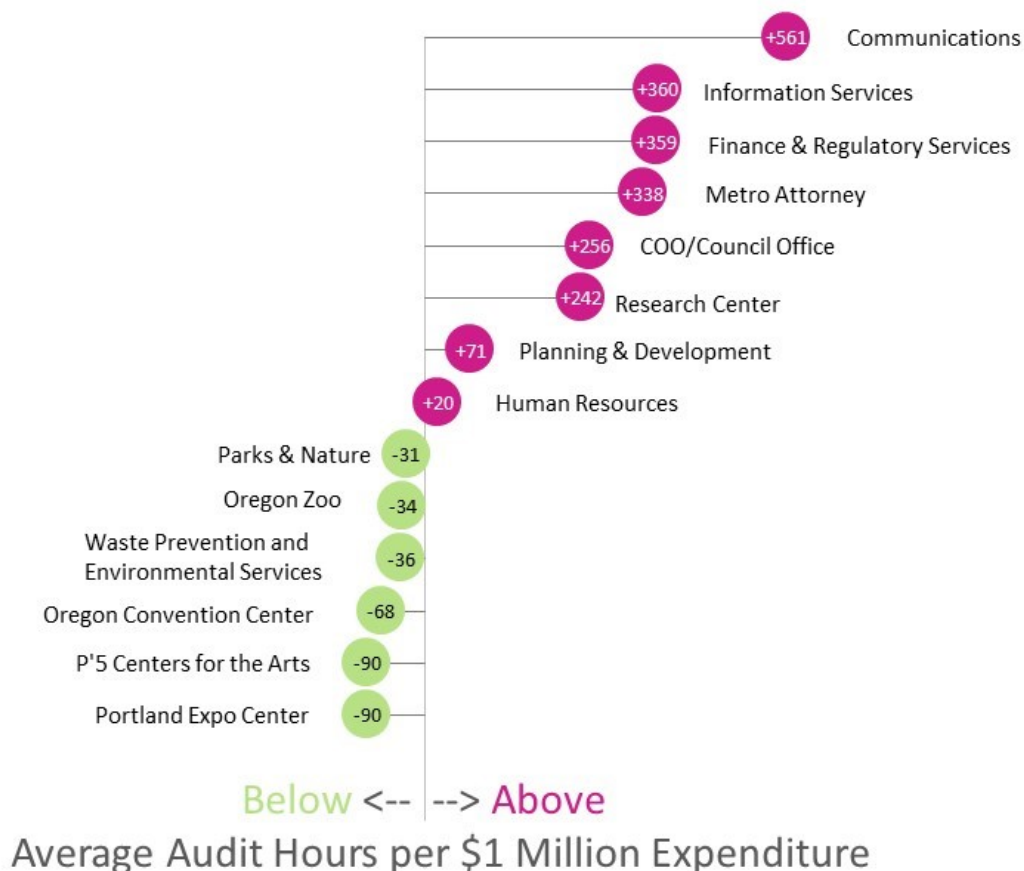 +561 Communications
+360 Information Services
+359 Finance & Regulatory Services
+338 Metro Attorney
+256 COO/Council Office
+242 Research Center
+71 Planning & Development
+20 Human Resources
Parks & Nature -31
Oregon Zoo -34
Waste Prevention and
Environmental Services -36
Oregon Convention Center -68
P'5 Centers for the Arts -90
Portland Expo Center -90
Below <-- --> Above
Average Audit Hours per $1 Million Expenditure